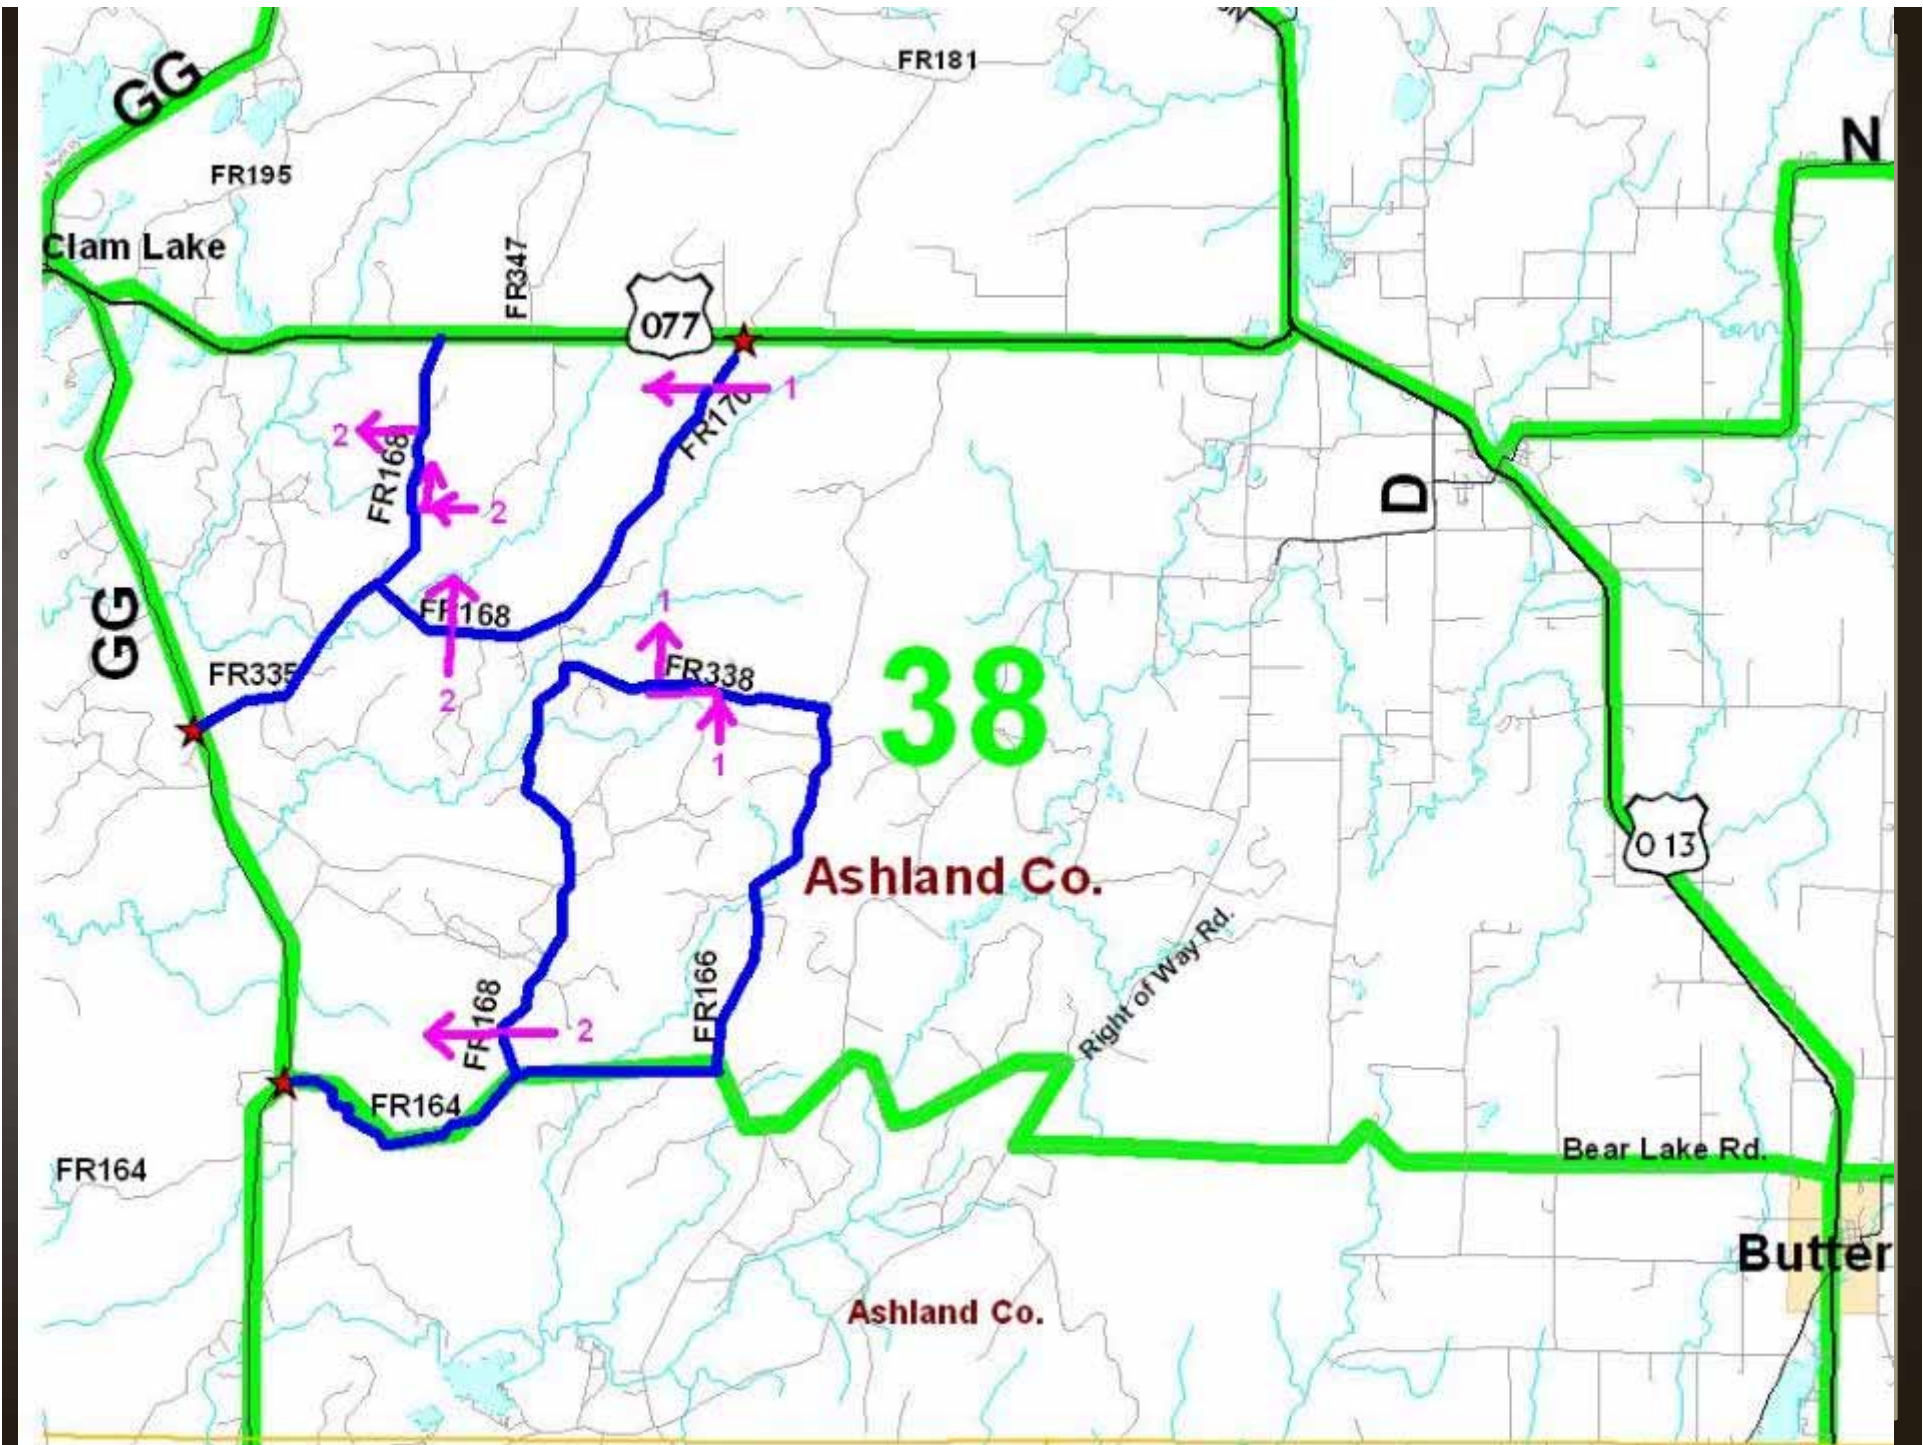 GG
FR181
N
FR195
Clam Lake
FR347
077
1
FR170
2
FR168
2
D
FR168
1
GG
FR335
FR338
2
38
1
013
Ashland Co.
Right of Way Rd.
FR168
FR166
2
FR164
Bear Lake Rd.
FR164
Butter
Ashland Co.